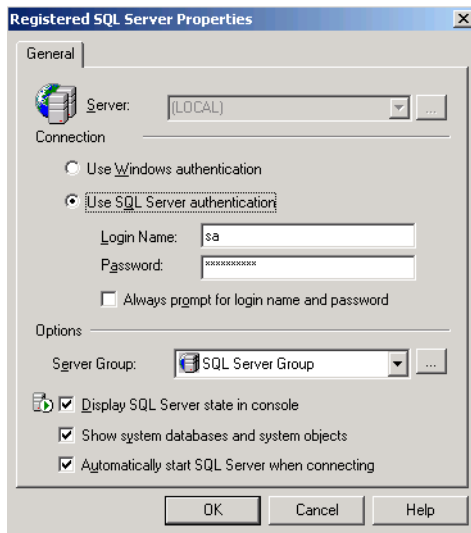 Registered SQL Server Properties
General
Server: (LOCAL) ...
Connection
Use Windows authentication
Use SQL Server authentication
Login Name: sa
Password: **********
Always prompt for login name and password
Options
Server Group: SQL Server Group ...
Display SQL Server state in console
Show system databases and system objects
Automatically start SQL Server when connecting
OK Cancel Help